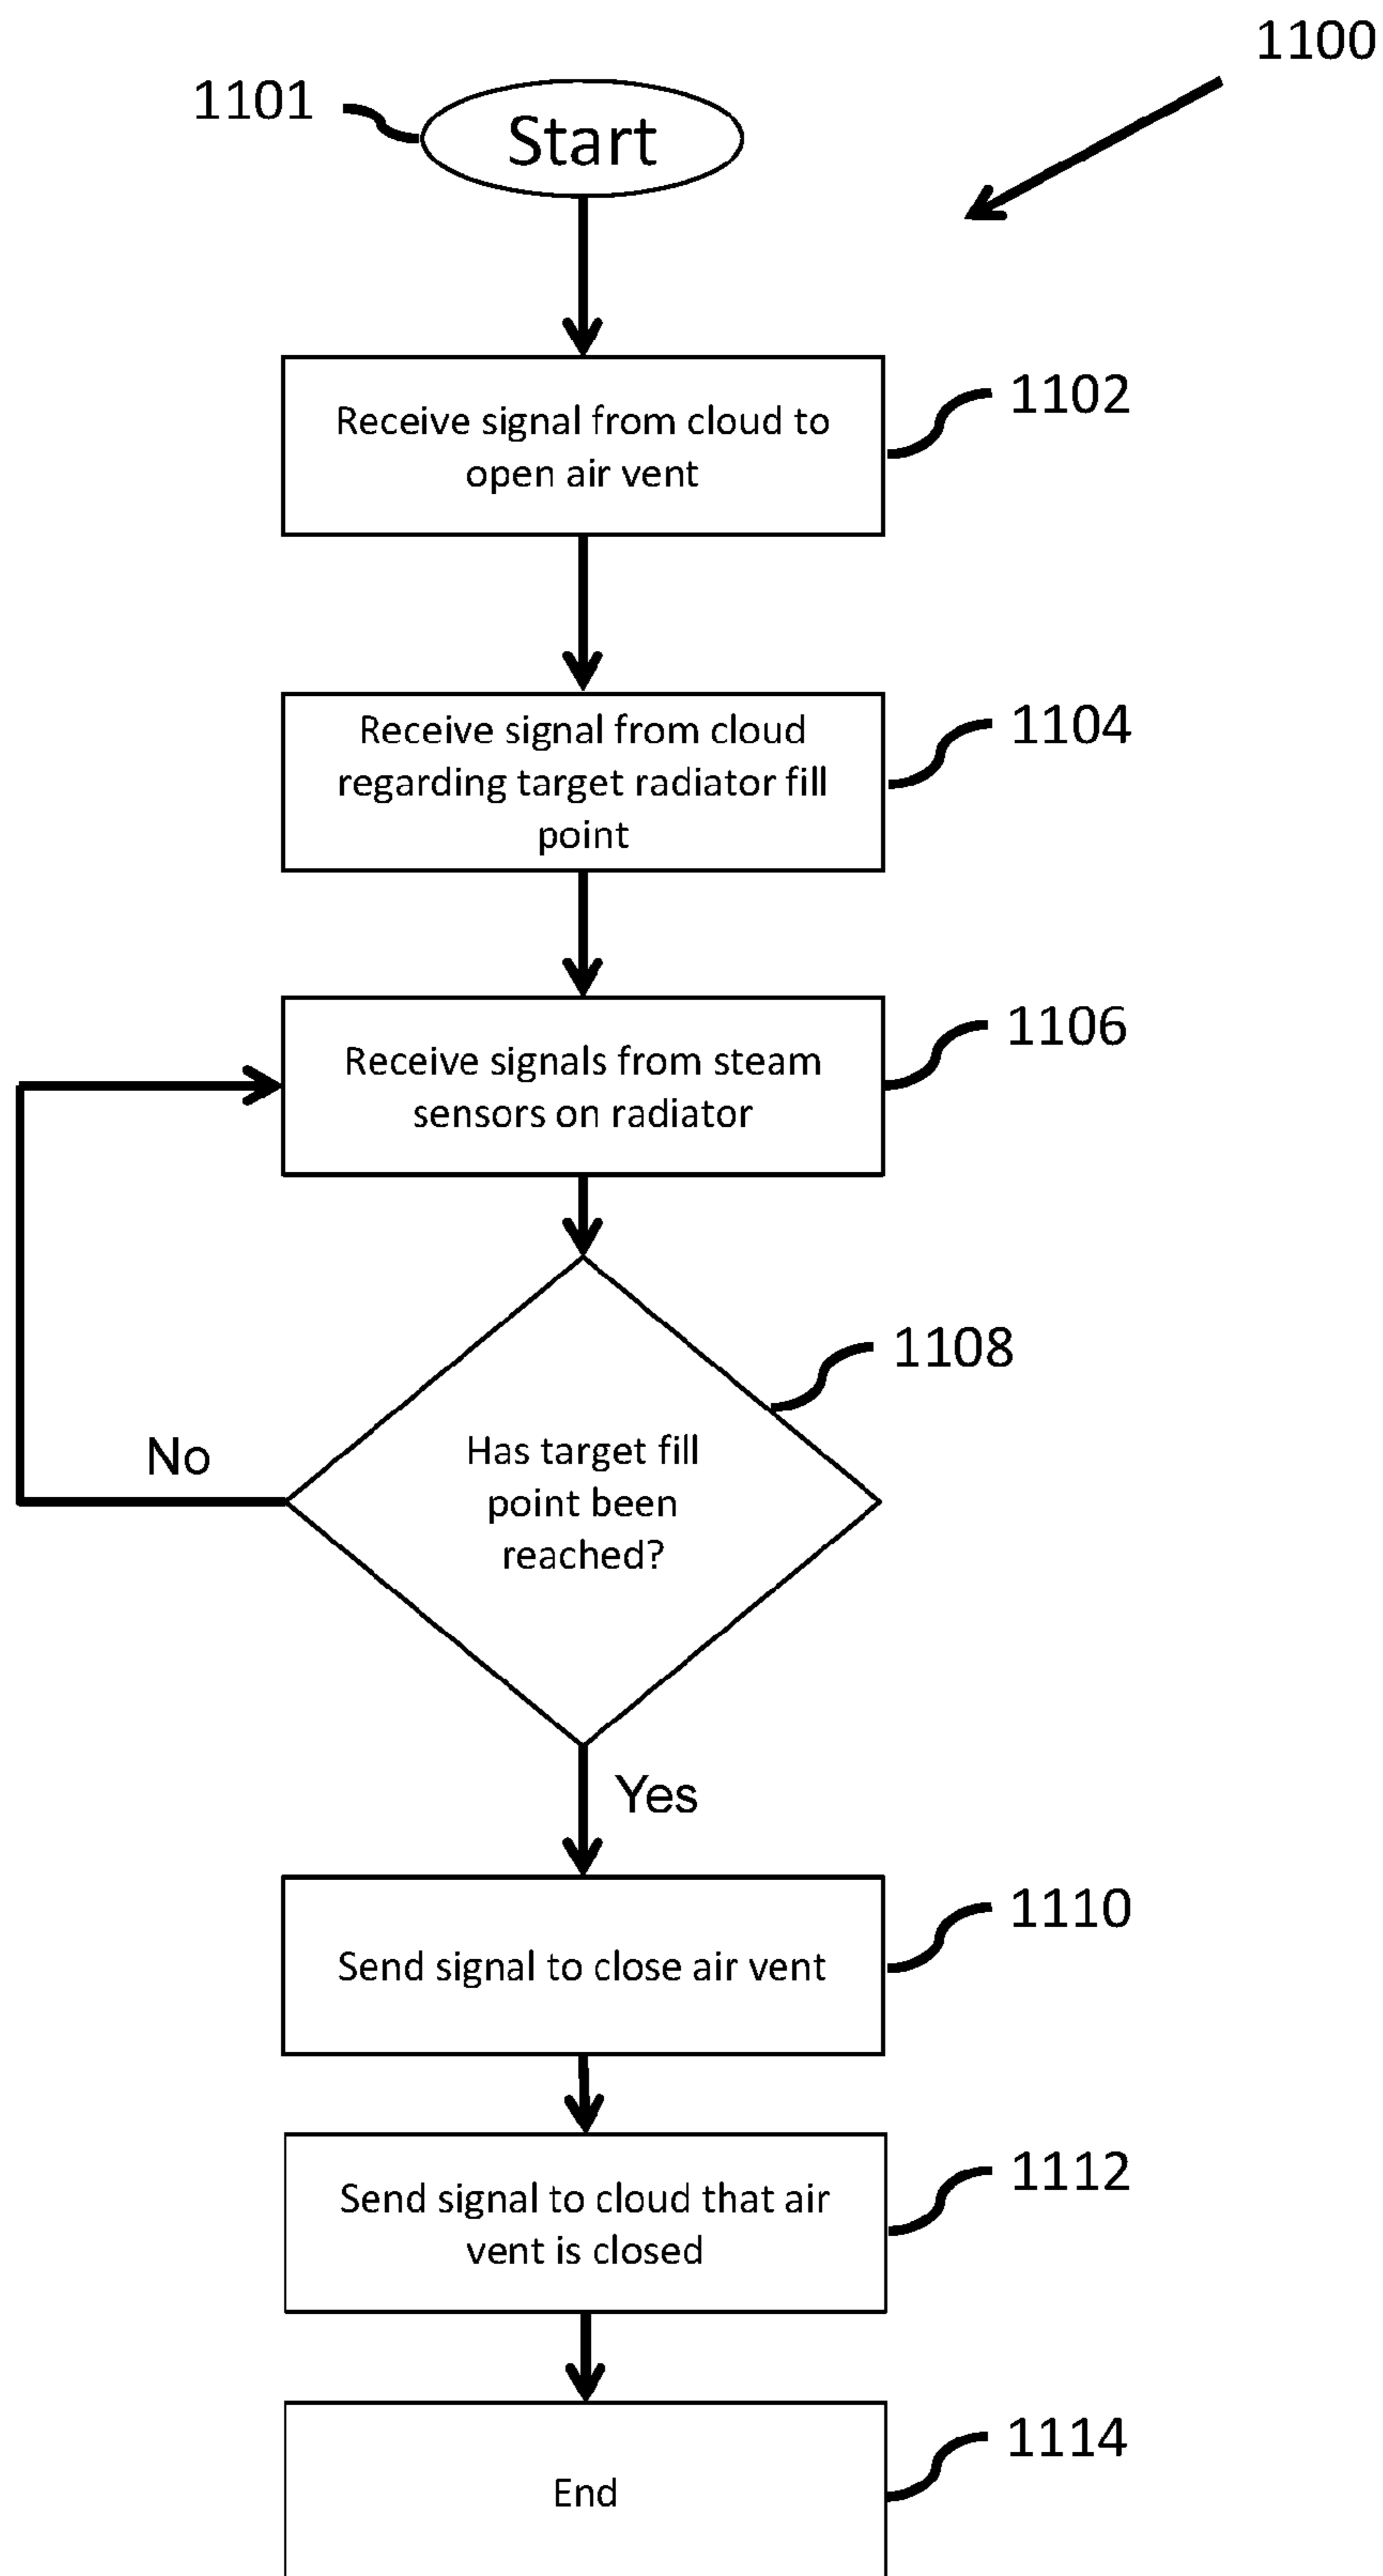 1100
1101
Start
Receive signal from cloud to
open air vent
1102
Receive signal from cloud
regarding target radiator fill
point
1104
Receive signals from steam
sensors on radiator
1106
Has target fill
point been
reached?
1108
No
Yes
Send signal to close air vent
1110
Send signal to cloud that air
vent is closed
1112
End
1114